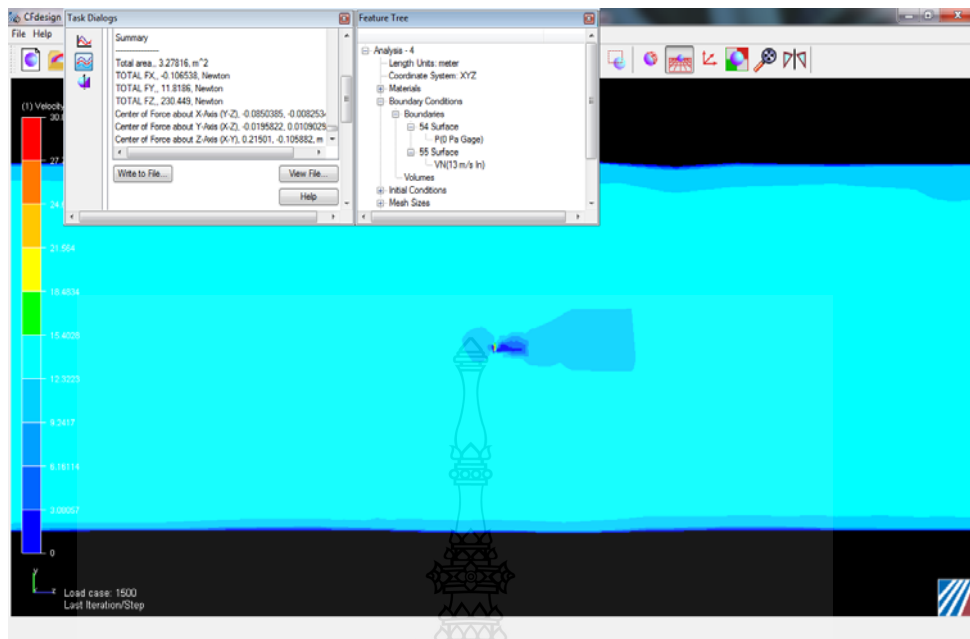 CFdesign
Task Dialogs
Feature Tree
File Help
Summary
Total area., 3.27816, m^2
TOTAL FX,, -0.106538, Newton
TOTAL FY,, 11.8186, Newton
TOTAL FZ,, 230.449, Newton
Center of Force about X-Axis (Y-Z), -0.0850385, -0.008253
Center of Force about Y-Axis (X-Z), -0.0195822, 0.0109025
Center of Force about Z-Axis (X-Y), 0.21501, -0.105882, m
Write to File...
View File...
Help
Analysis - 4
Length Units: meter
Coordinate System: XYZ
Materials
Boundary Conditions
Boundaries
54 Surface
P(0 Pa Gage)
55 Surface
VN(13 m/s In)
Volumes
Initial Conditions
Mesh Sizes
(1) Velocity
21.564
18.4834
15.4028
12.3223
9.2417
6.16114
3.08057
0
Y
Z
Load case: 1500
Last Iteration/Step